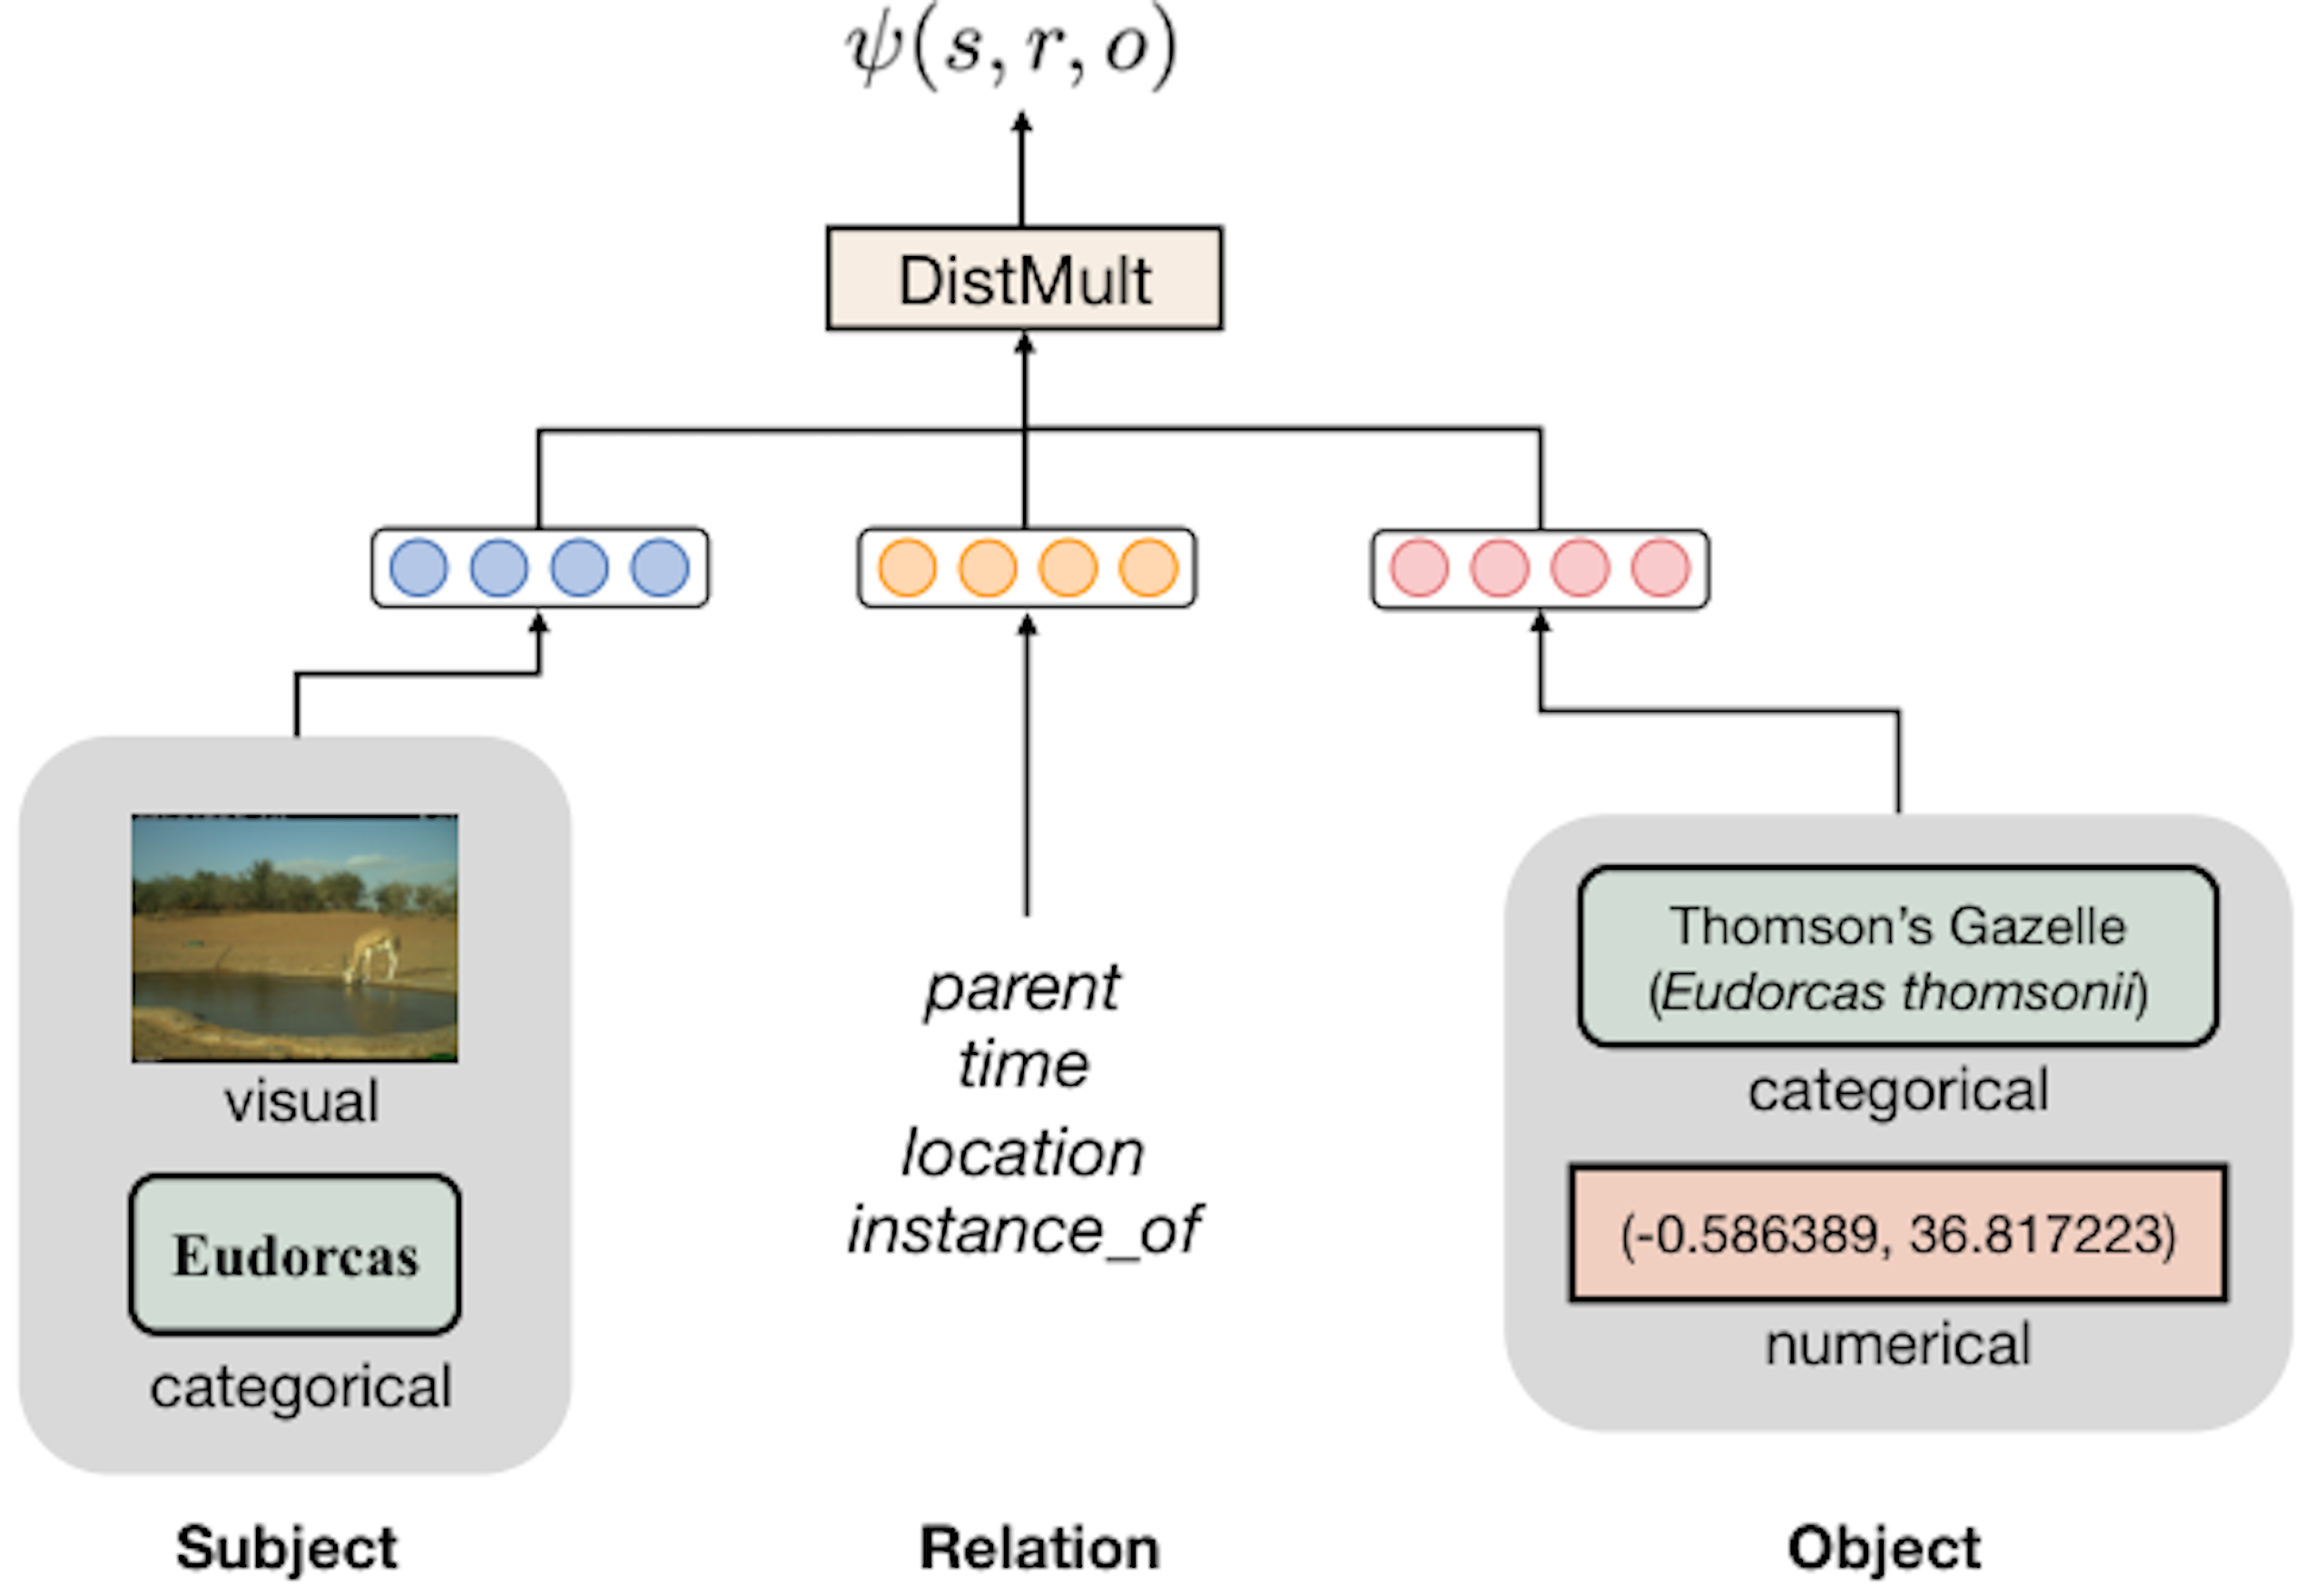 ψ(s, r, o)
DistMult
visual
Eudorcas
categorical
Subject
parent
time
location
instance_of
Relation
Thomson’s Gazelle
(Eudorcas thomsonii)
categorical
(-0.586389, 36.817223)
numerical
Object